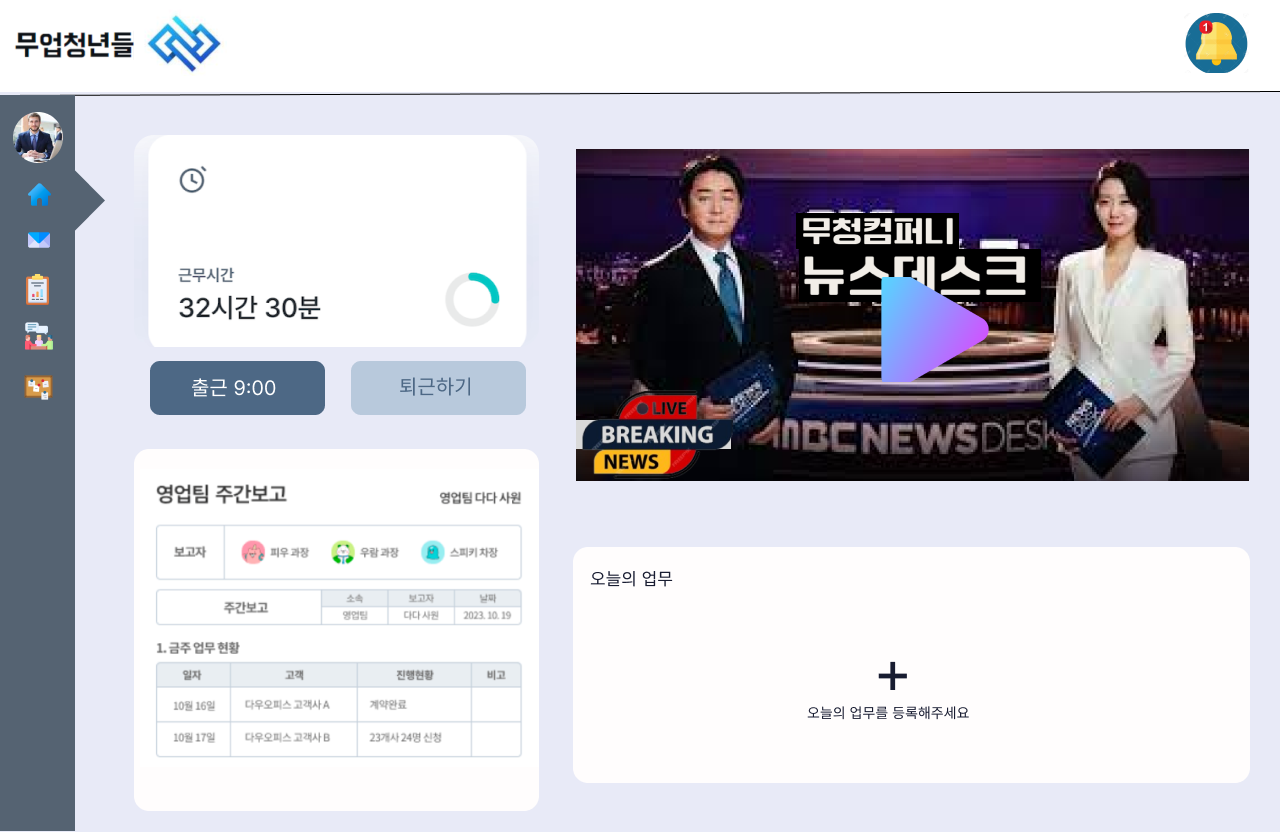 무업청년들
1
근무시간
32시간 30분
출근 9:00
퇴근하기
무청컴퍼니
뉴스데스크
LIVE
BREAKING
NEWS
MBC NEWS DESK
영업팀 주간보고
영업팀 다다 사원
보고자
피우 과장
우람 과장
스피키 차장
주간보고
소속 보고자 날짜
영업팀 다다 사원 2023. 10. 19
1. 금주 업무 현황
일자 고객 진행현황 비고
10월 16일 다우오피스 고객사 A 계약완료
10월 17일 다우오피스 고객사 B 23개사 24명 신청
오늘의 업무
+
오늘의 업무를 등록해주세요